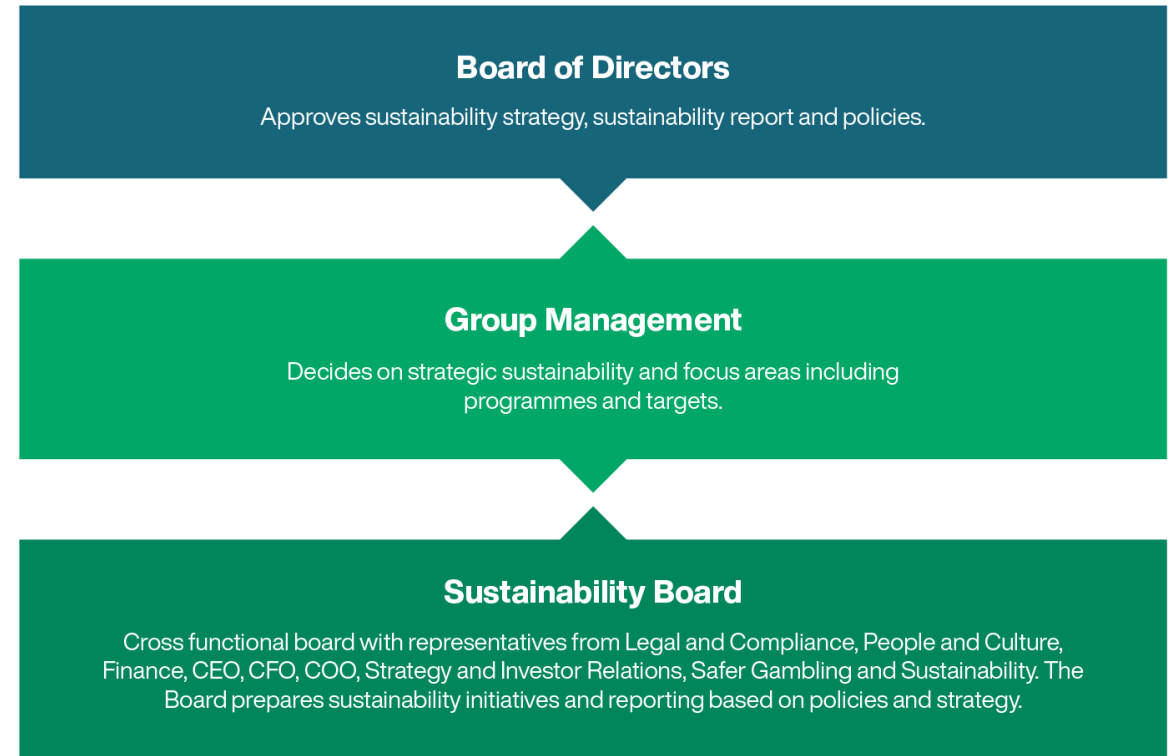 Board of Directors
Approves sustainability strategy, sustainability report and policies.
Group Management
Decides on strategic sustainability and focus areas including
programmes and targets.
Sustainability Board
Cross functional board with representatives from Legal and Compliance, People and Culture,
Finance, CEO, CFO, COO, Strategy and Investor Relations, Safer Gambling and Sustainability. The
Board prepares sustainability initiatives and reporting based on policies and strategy.